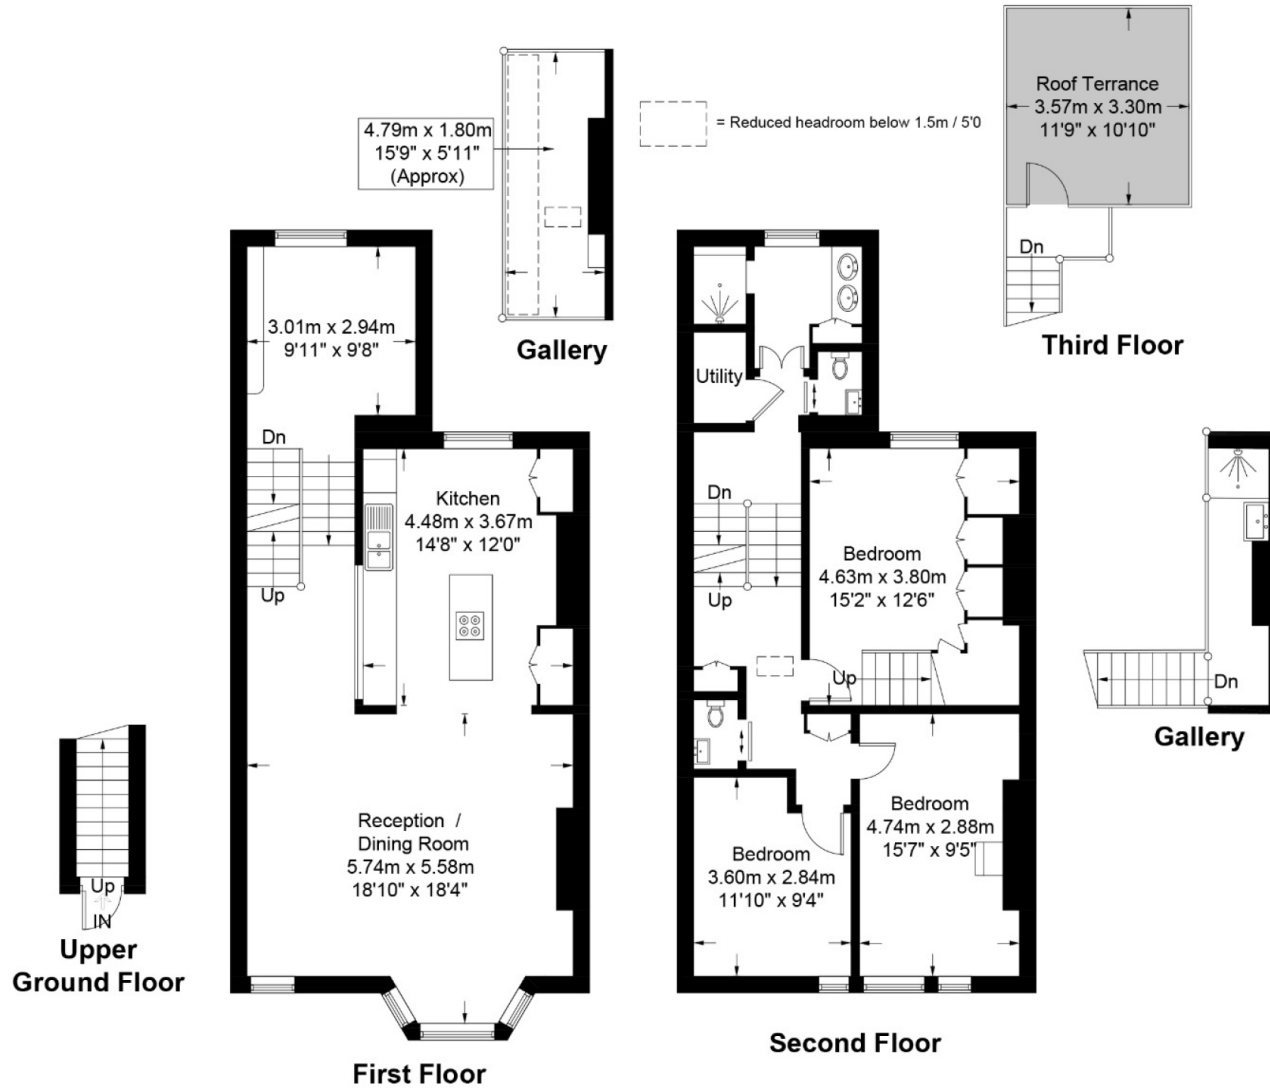 4.79m x 1.80m
15'9" x 5'11"
(Approx)
Gallery
= Reduced headroom below 1.5m / 5'0
Roof Terrance
3.57m x 3.30m
11'9" x 10'10"
Dn
Third Floor
3.01m x 2.94m
9'11" x 9'8"
Dn
Up
Kitchen
4.48m x 3.67m
14'8" x 12'0"
Reception /
Dining Room
5.74m x 5.58m
18'10" x 18'4"
First Floor
Up
IN
Upper
Ground Floor
Utility
Dn
Up
Bedroom
4.63m x 3.80m
15'2" x 12'6"
Up
Bedroom
3.60m x 2.84m
11'10" x 9'4"
Bedroom
4.74m x 2.88m
15'7" x 9'5"
Second Floor
Dn
Gallery